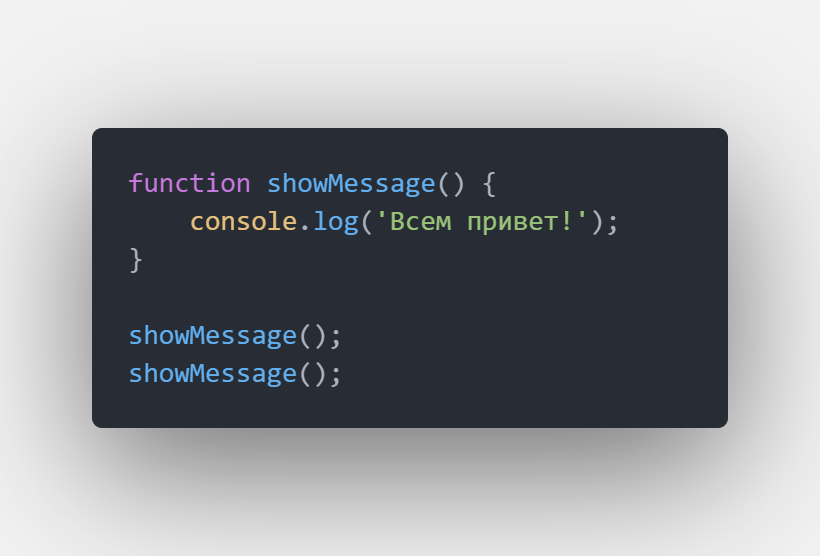 function showMessage() {
    console.log('Всем привет!');
}

showMessage();
showMessage();